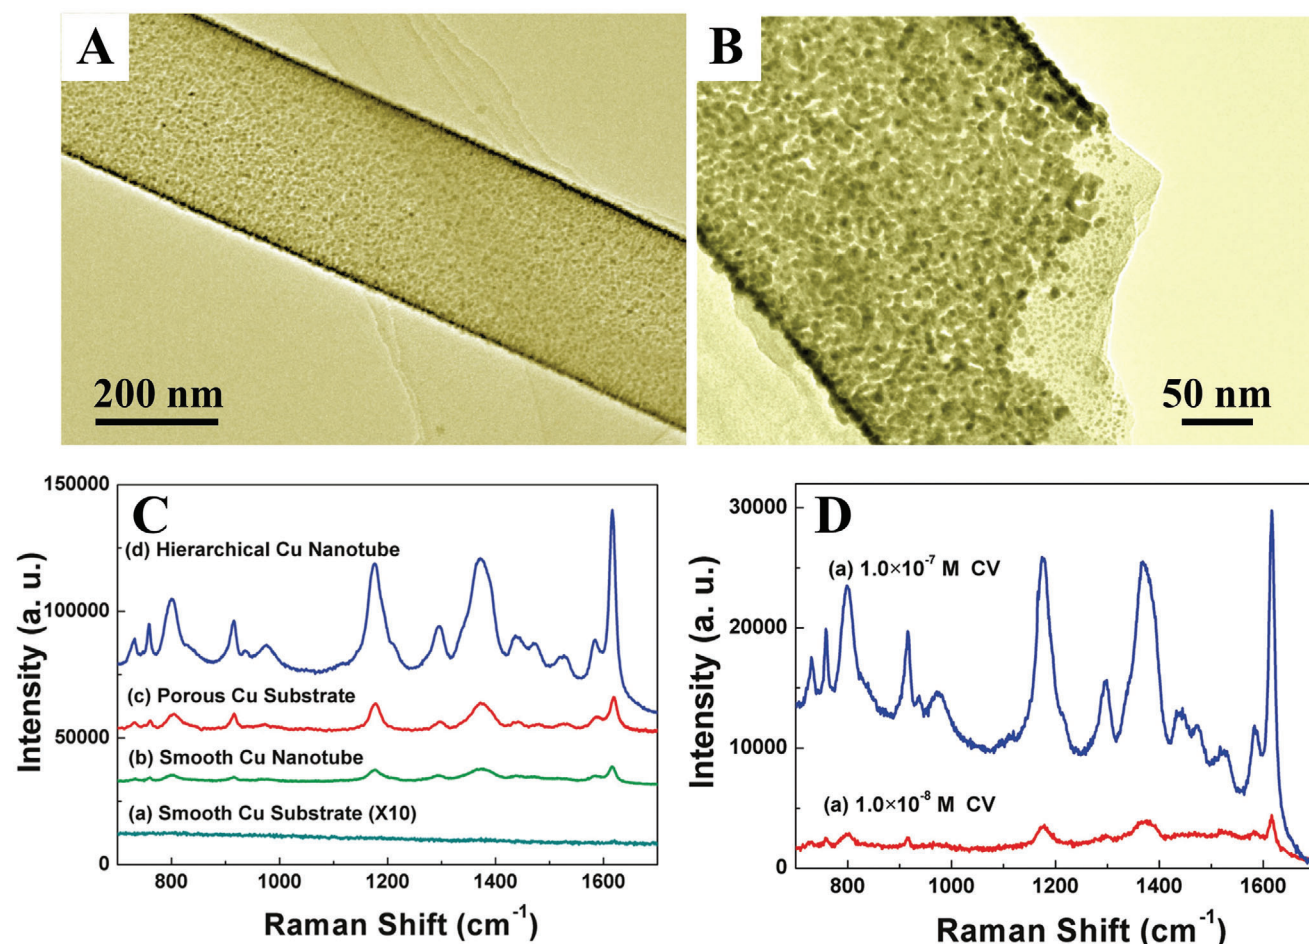 A
200 nm
B
50 nm
C
150000
100000
50000
0
Intensity (a. u.)
(d) Hierarchical Cu Nanotube
(c) Porous Cu Substrate
(b) Smooth Cu Nanotube
(a) Smooth Cu Substrate (X10)
800 1000 1200 1400 1600
Raman Shift (cm⁻¹)
D
30000
20000
10000
0
Intensity (a. u.)
(a) 1.0×10⁻⁷ M CV
(a) 1.0×10⁻⁸ M CV
800 1000 1200 1400 1600
Raman Shift (cm⁻¹)